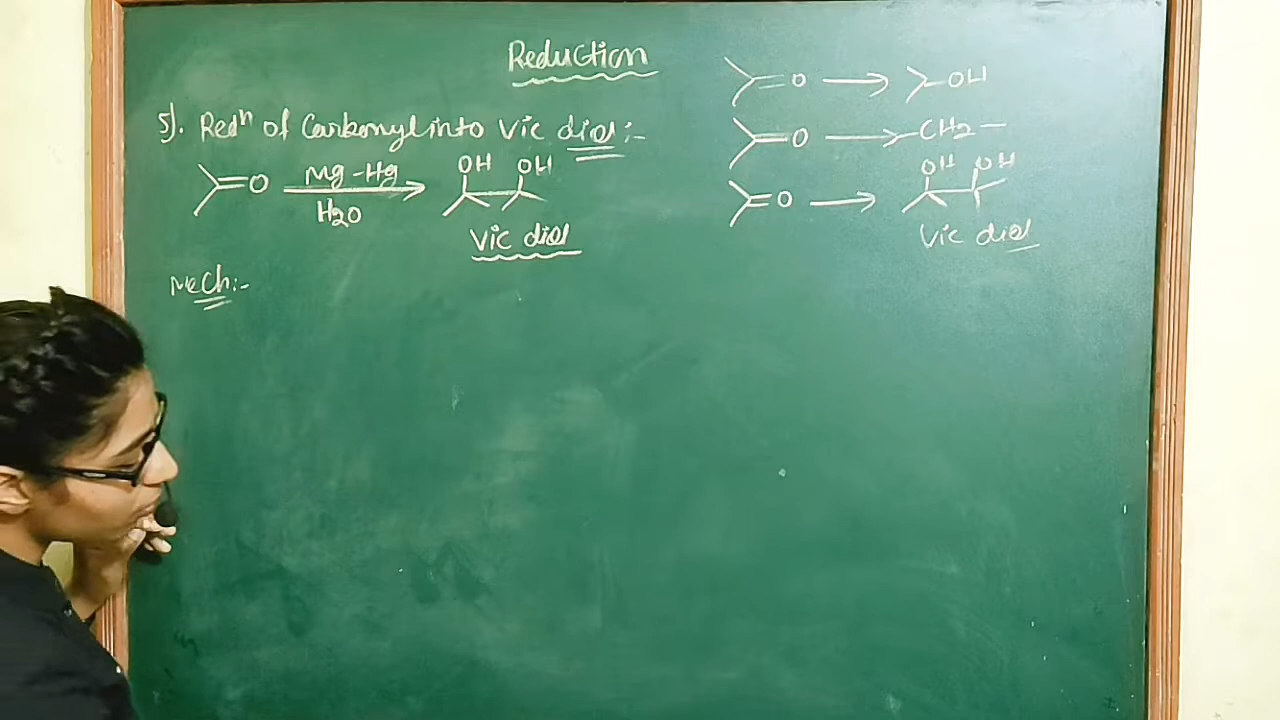 Reduction
5). Redⁿ of Carbonyl into Vic diol :-
=O Mg-Hg OH OH
H2O
Vic diol
Mech:-
=O → -OH
=O → -CH2-
=O → OH OH
Vic diol